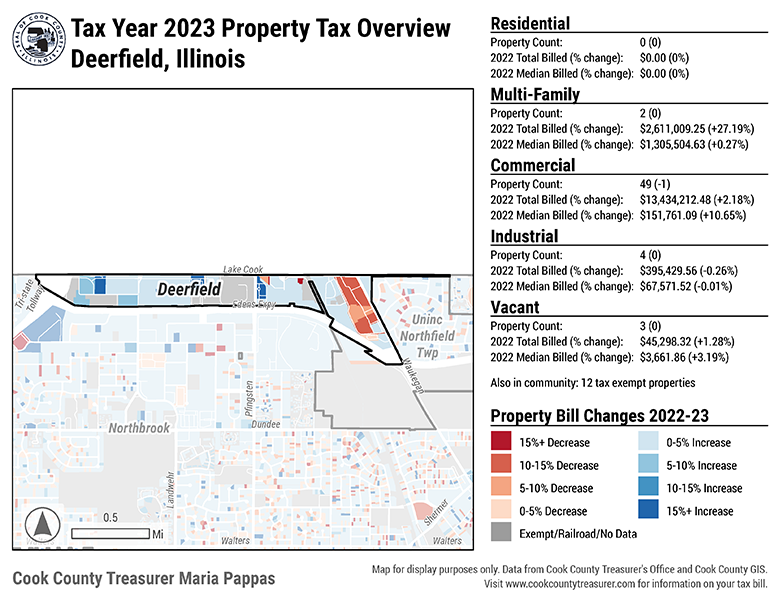 SEAL OF COOK COUNTY
ILLINOIS
Tax Year 2023 Property Tax Overview
Deerfield, Illinois
Lake Cook
Tri-state
Tollway
Deerfield
Edens Expy
Uninc
Northfield
Twp
Waukegan
Pfingsten
Northbrook
Dundee
Landwehr
Shermer
0.5
Mi
Walters
Walters
Residential
Property Count: 0 (0)
2022 Total Billed (% change): $0.00 (0%)
2022 Median Billed (% change): $0.00 (0%)
Multi-Family
Property Count: 2 (0)
2022 Total Billed (% change): $2,611,009.25 (+27.19%)
2022 Median Billed (% change): $1,305,504.63 (+0.27%)
Commercial
Property Count: 49 (-1)
2022 Total Billed (% change): $13,434,212.48 (+2.18%)
2022 Median Billed (% change): $151,761.09 (+10.65%)
Industrial
Property Count: 4 (0)
2022 Total Billed (% change): $395,429.56 (-0.26%)
2022 Median Billed (% change): $67,571.52 (-0.01%)
Vacant
Property Count: 3 (0)
2022 Total Billed (% change): $45,298.32 (+1.28%)
2022 Median Billed (% change): $3,661.86 (+3.19%)
Also in community: 12 tax exempt properties
Property Bill Changes 2022-23
15%+ Decrease
10-15% Decrease
5-10% Decrease
0-5% Decrease
Exempt/Railroad/No Data
0-5% Increase
5-10% Increase
10-15% Increase
15%+ Increase
Cook County Treasurer Maria Pappas
Map for display purposes only. Data from Cook County Treasurer's Office and Cook County GIS.
Visit www.cookcountytreasurer.com for information on your tax bill.